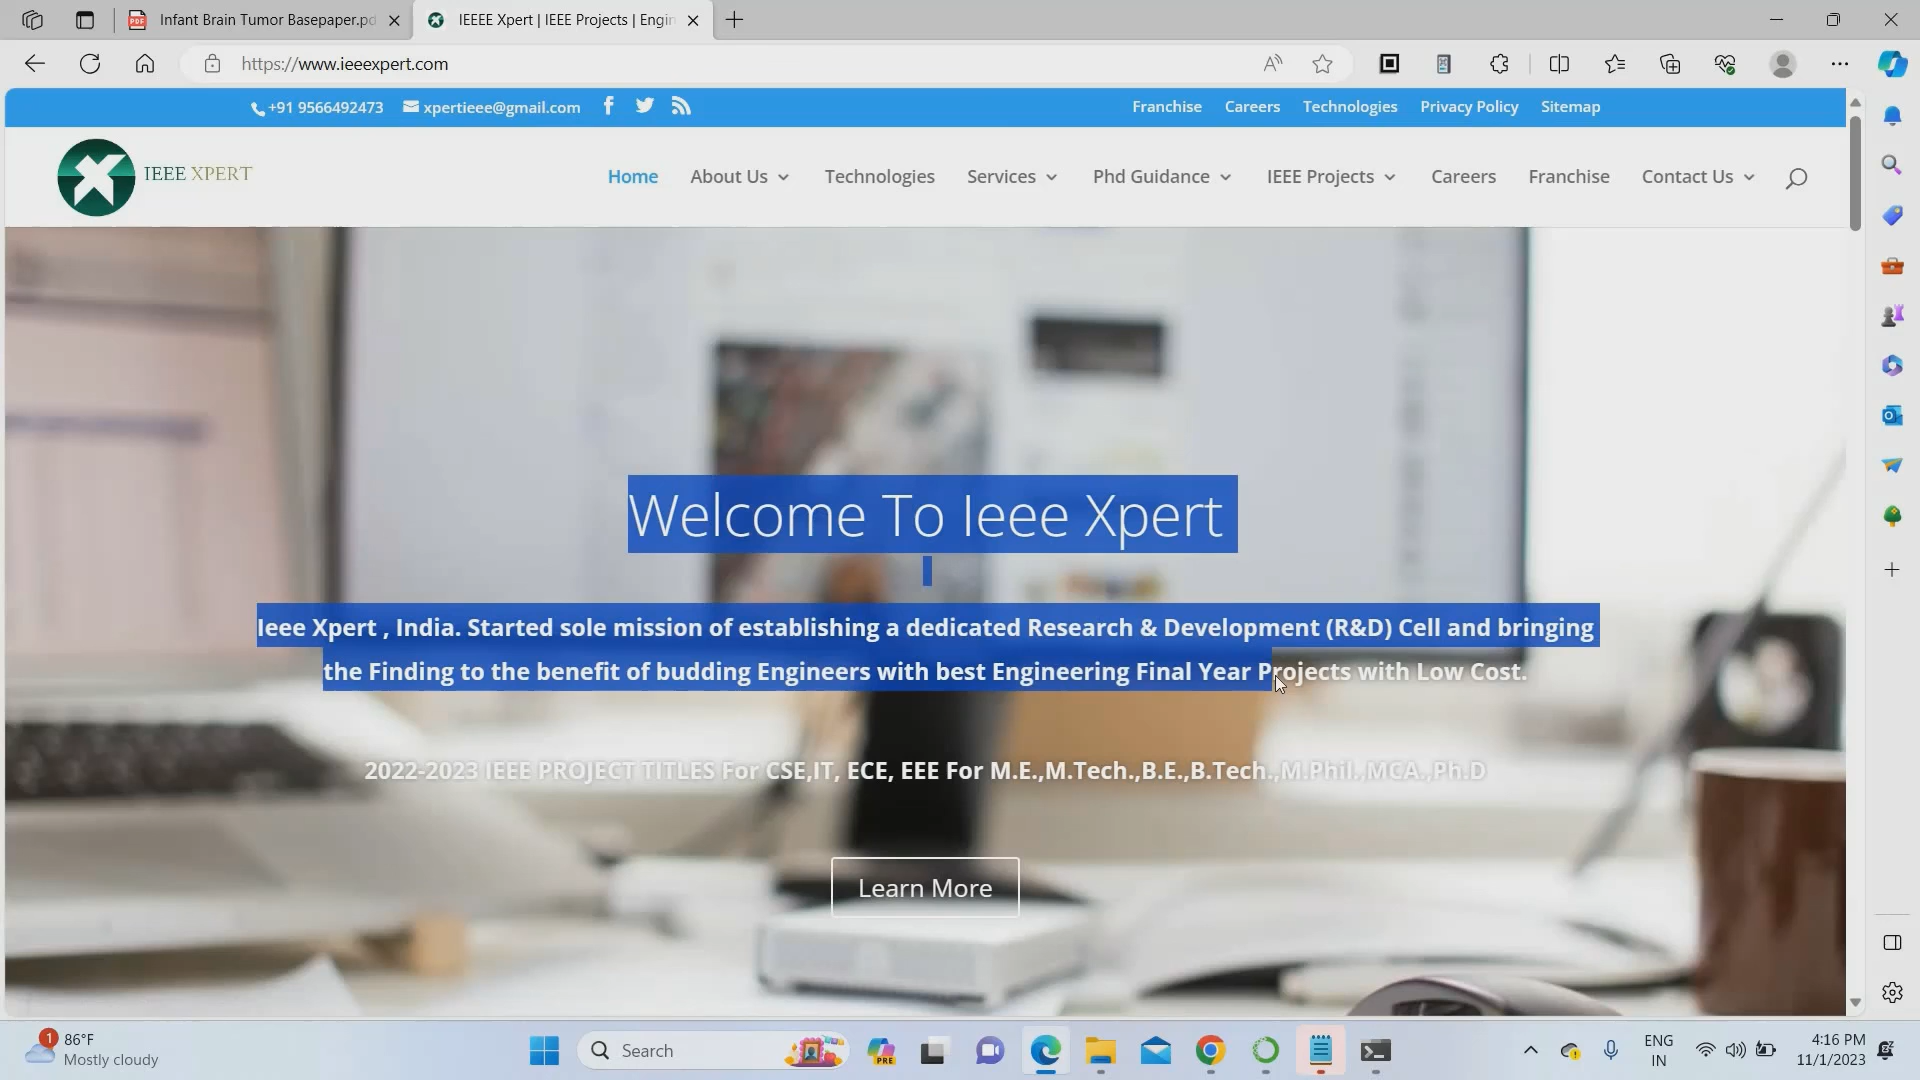 Infant Brain Tumor Basepaper.pd
IEEEE Xpert | IEEE Projects | Engin
https://www.ieeexpert.com
+91 9566492473
xpertieee@gmail.com
Franchise
Careers
Technologies
Privacy Policy
Sitemap
IEEE XPERT
Home
About Us
Technologies
Services
Phd Guidance
IEEE Projects
Careers
Franchise
Contact Us
Welcome To Ieee Xpert
Ieee Xpert , India. Started sole mission of establishing a dedicated Research & Development (R&D) Cell and bringing
the Finding to the benefit of budding Engineers with best Engineering Final Year Projects with Low Cost.
2022-2023 IEEE PROJECT TITLES For CSE,IT, ECE, EEE For M.E.,M.Tech.,B.E.,B.Tech.,M.Phil.,MCA.,Ph.D
Learn More
1
86°F
Mostly cloudy
Search
PRE
ENG
IN
4:16 PM
11/1/2023